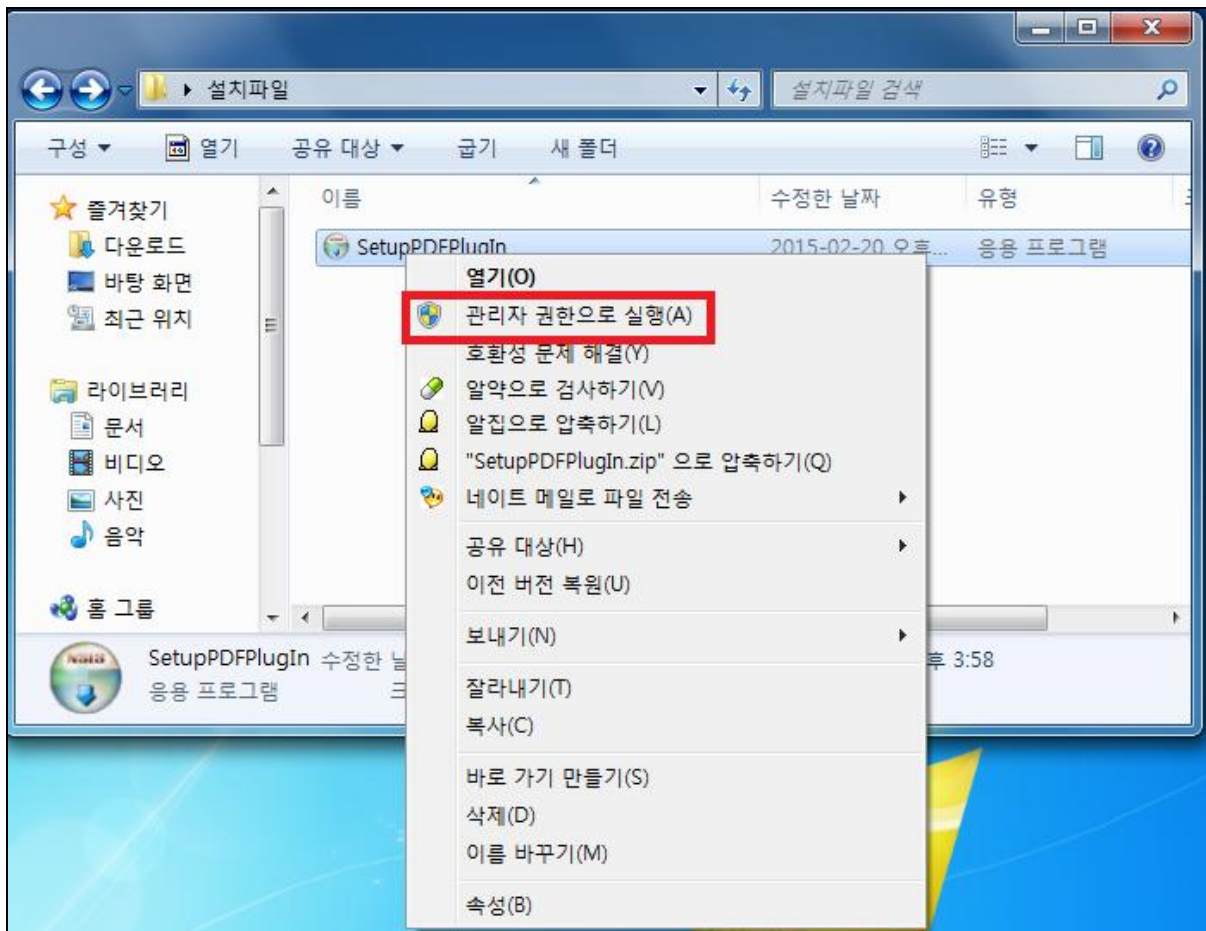 설치파일
설치파일 검색
구성
열기
공유 대상
굽기
새 폴더
이름
수정한 날짜
유형
즐겨찾기
다운로드
바탕 화면
최근 위치
라이브러리
문서
비디오
사진
음악
홈 그룹
SetupPDFPlugIn
2015-02-20 오후...
응용 프로그램
열기(O)
관리자 권한으로 실행(A)
호환성 문제 해결(Y)
알약으로 검사하기(V)
알집으로 압축하기(L)
"SetupPDFPlugIn.zip" 으로 압축하기(Q)
네이트 메일로 파일 전송
공유 대상(H)
이전 버전 복원(U)
보내기(N)
잘라내기(T)
복사(C)
바로 가기 만들기(S)
삭제(D)
이름 바꾸기(M)
속성(B)
SetupPDFPlugIn 수정한
후 3:58
응용 프로그램